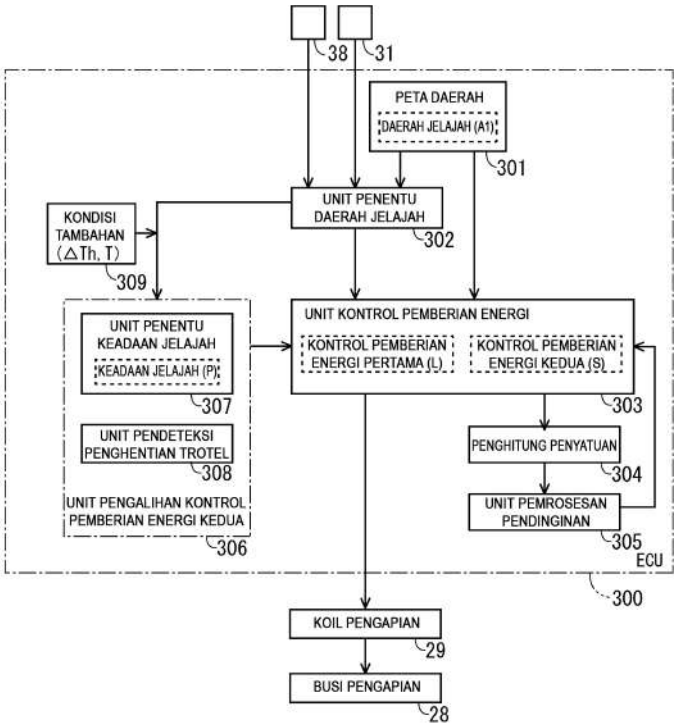 38
31
PETA DAERAH
DAERAH JELAJAH (A1)
301
UNIT PENENTU
DAERAH JELAJAH
302
KONDISI
TAMBAHAN
(△Th, T)
309
UNIT PENENTU
KEADAAN JELAJAH
KEADAAN JELAJAH (P)
307
UNIT PENDETEKSI
PENGHENTIAN TROTEL
308
UNIT PENGALIHAN KONTROL
PEMBERIAN ENERGI KEDUA
306
UNIT KONTROL PEMBERIAN ENERGI
KONTROL PEMBERIAN
ENERGI PERTAMA (L)
KONTROL PEMBERIAN
ENERGI KEDUA (S)
303
PENGHITUNG PENYATUAN
304
UNIT PEMROSESAN
PENDINGINAN
305
ECU
300
KOIL PENGAPIAN
29
BUSI PENGAPIAN
28